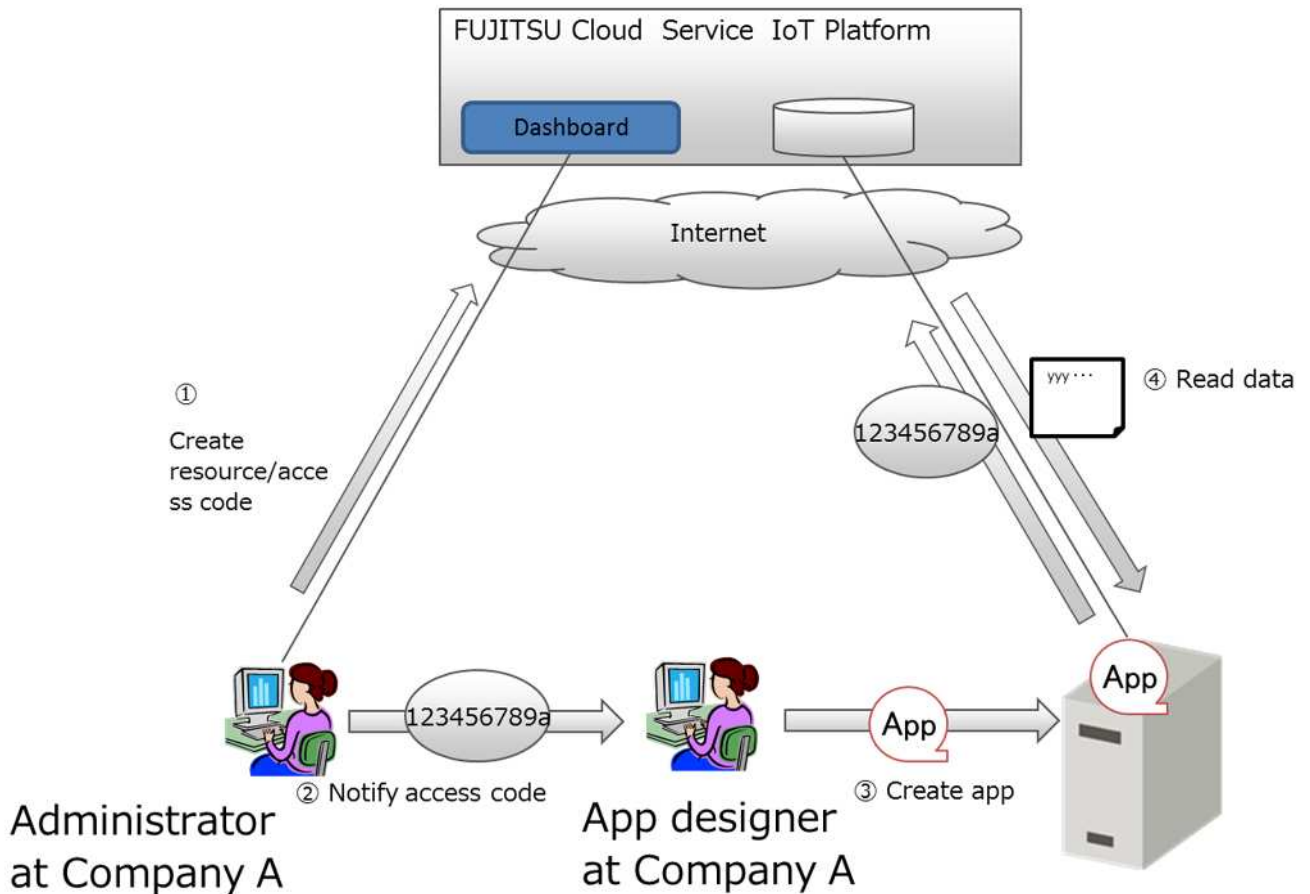 FUJITSU Cloud Service IoT Platform
Dashboard
Internet
①
Create
resource/acce
ss code
yyy・・・
④ Read data
123456789a
App
123456789a
App
② Notify access code
③ Create app
Administrator
at Company A
App designer
at Company A